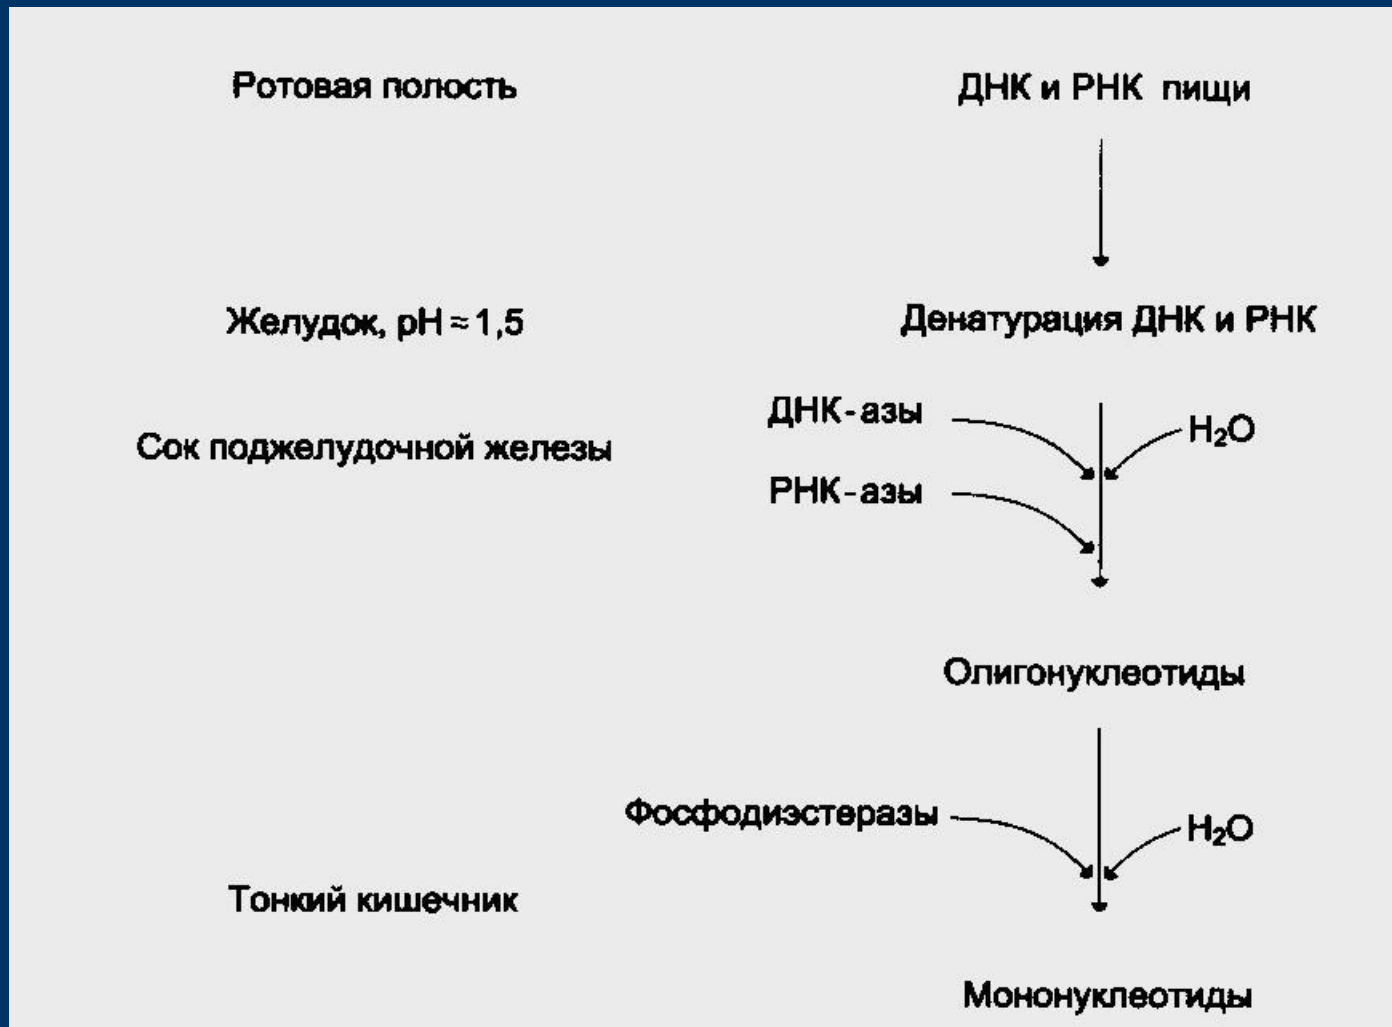 Ротовая полость
ДНК и РНК пищи
Желудок, pH ≈ 1,5
Денатурация ДНК и РНК
ДНК-азы
H₂O
Сок поджелудочной железы
РНК-азы
Олигонуклеотиды
Фосфодиэстеразы
H₂O
Тонкий кишечник
Мононуклеотиды